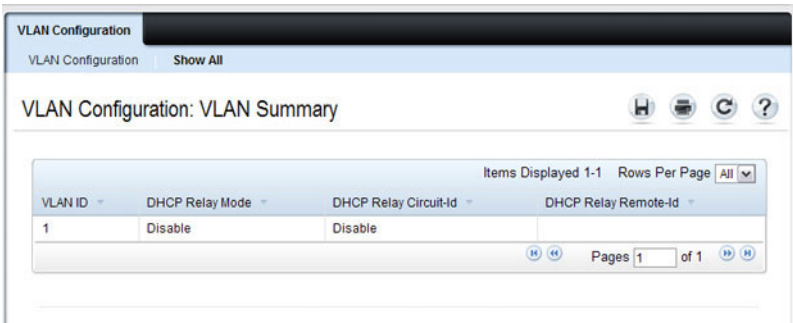 VLAN Configuration
VLAN Configuration Show All
VLAN Configuration: VLAN Summary ?
Items Displayed 1-1 Rows Per Page All
VLAN ID DHCP Relay Mode DHCP Relay Circuit-Id DHCP Relay Remote-Id
1 Disable Disable
Pages 1 of 1